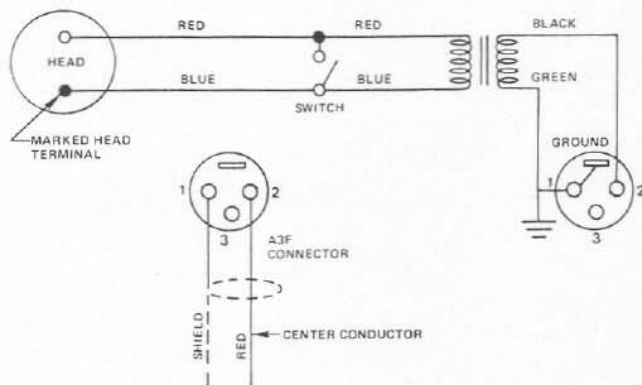 RED
RED
BLACK
HEAD
BLUE
BLUE
GREEN
SWITCH
MARKED HEAD
TERMINAL
GROUND
1
2
3
1
2
3
A3F
CONNECTOR
SHIELD
RED
CENTER CONDUCTOR